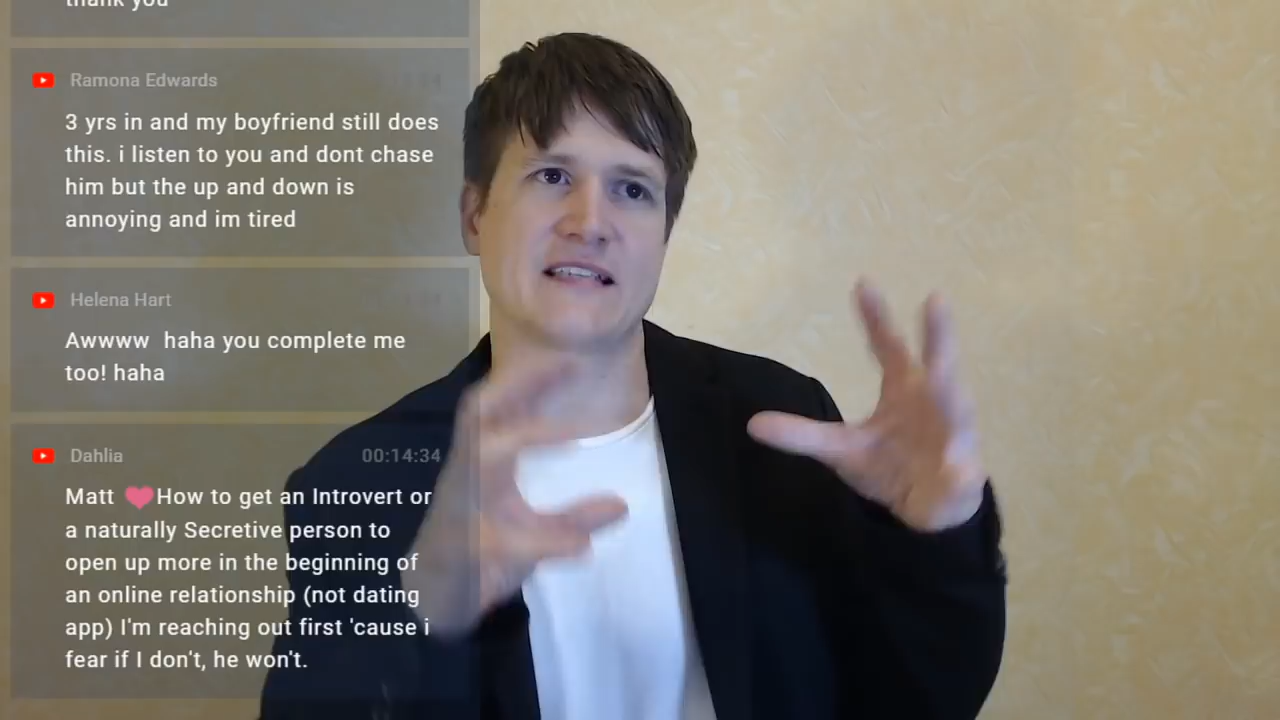 thank you
Ramona Edwards
3 yrs in and my boyfriend still does
this. i listen to you and dont chase
him but the up and down is
annoying and im tired
Helena Hart
Awwww haha you complete me
too! haha
Dahlia 00:14:34
Matt ❤How to get an Introvert or
a naturally Secretive person to
open up more in the beginning of
an online relationship (not dating
app) I'm reaching out first 'cause i
fear if I don't, he won't.